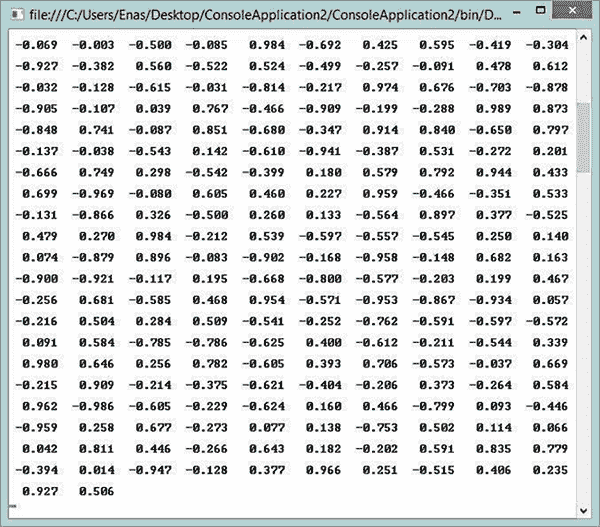 file:///C:/Users/Enas/Desktop/ConsoleApplication2/ConsoleApplication2/bin/D...
-0.069 -0.003 -0.500 -0.085 0.984 -0.692 0.425 0.595 -0.419 -0.304
-0.927 -0.382 0.560 -0.522 0.524 -0.499 -0.257 -0.091 0.478 0.612
-0.032 -0.128 -0.615 -0.031 -0.814 -0.217 0.974 0.676 -0.703 -0.878
-0.905 -0.107 0.039 0.767 -0.466 -0.909 -0.199 -0.288 0.989 0.873
-0.848 0.741 -0.087 0.851 -0.680 -0.347 0.914 0.840 -0.650 0.797
-0.137 -0.038 -0.543 0.142 -0.610 -0.941 -0.387 0.531 -0.272 0.201
-0.666 0.749 0.298 -0.542 -0.399 0.180 0.579 0.792 0.944 0.433
0.699 -0.969 -0.080 0.605 0.460 0.227 0.959 -0.466 -0.351 0.533
-0.131 -0.866 0.326 -0.500 0.260 0.133 -0.564 0.897 0.377 -0.525
0.479 0.270 0.984 -0.212 0.539 -0.597 -0.557 -0.545 0.250 0.140
0.074 -0.879 0.896 -0.083 -0.902 -0.168 -0.958 -0.148 0.682 0.163
-0.900 -0.921 -0.117 0.195 -0.668 -0.800 -0.577 -0.203 0.199 0.467
-0.256 0.681 -0.585 0.468 0.954 -0.571 -0.953 -0.867 -0.934 0.057
-0.216 0.504 0.284 0.509 -0.541 -0.252 -0.762 -0.591 -0.597 -0.572
0.091 0.584 -0.785 -0.786 -0.625 0.400 -0.612 -0.211 -0.544 0.339
0.980 0.646 0.256 0.782 -0.605 0.393 0.706 -0.573 -0.037 0.669
-0.215 0.909 -0.214 -0.375 -0.621 -0.404 -0.206 0.373 -0.264 0.584
0.962 -0.986 -0.605 -0.229 -0.624 0.160 0.466 -0.799 0.093 -0.446
-0.959 0.258 0.677 -0.273 0.077 0.138 -0.753 0.502 0.114 0.066
0.042 0.811 0.446 -0.266 0.643 0.182 -0.202 0.591 0.835 0.779
-0.394 0.014 -0.947 -0.128 0.377 0.966 0.251 -0.515 0.406 0.235
0.927 0.506